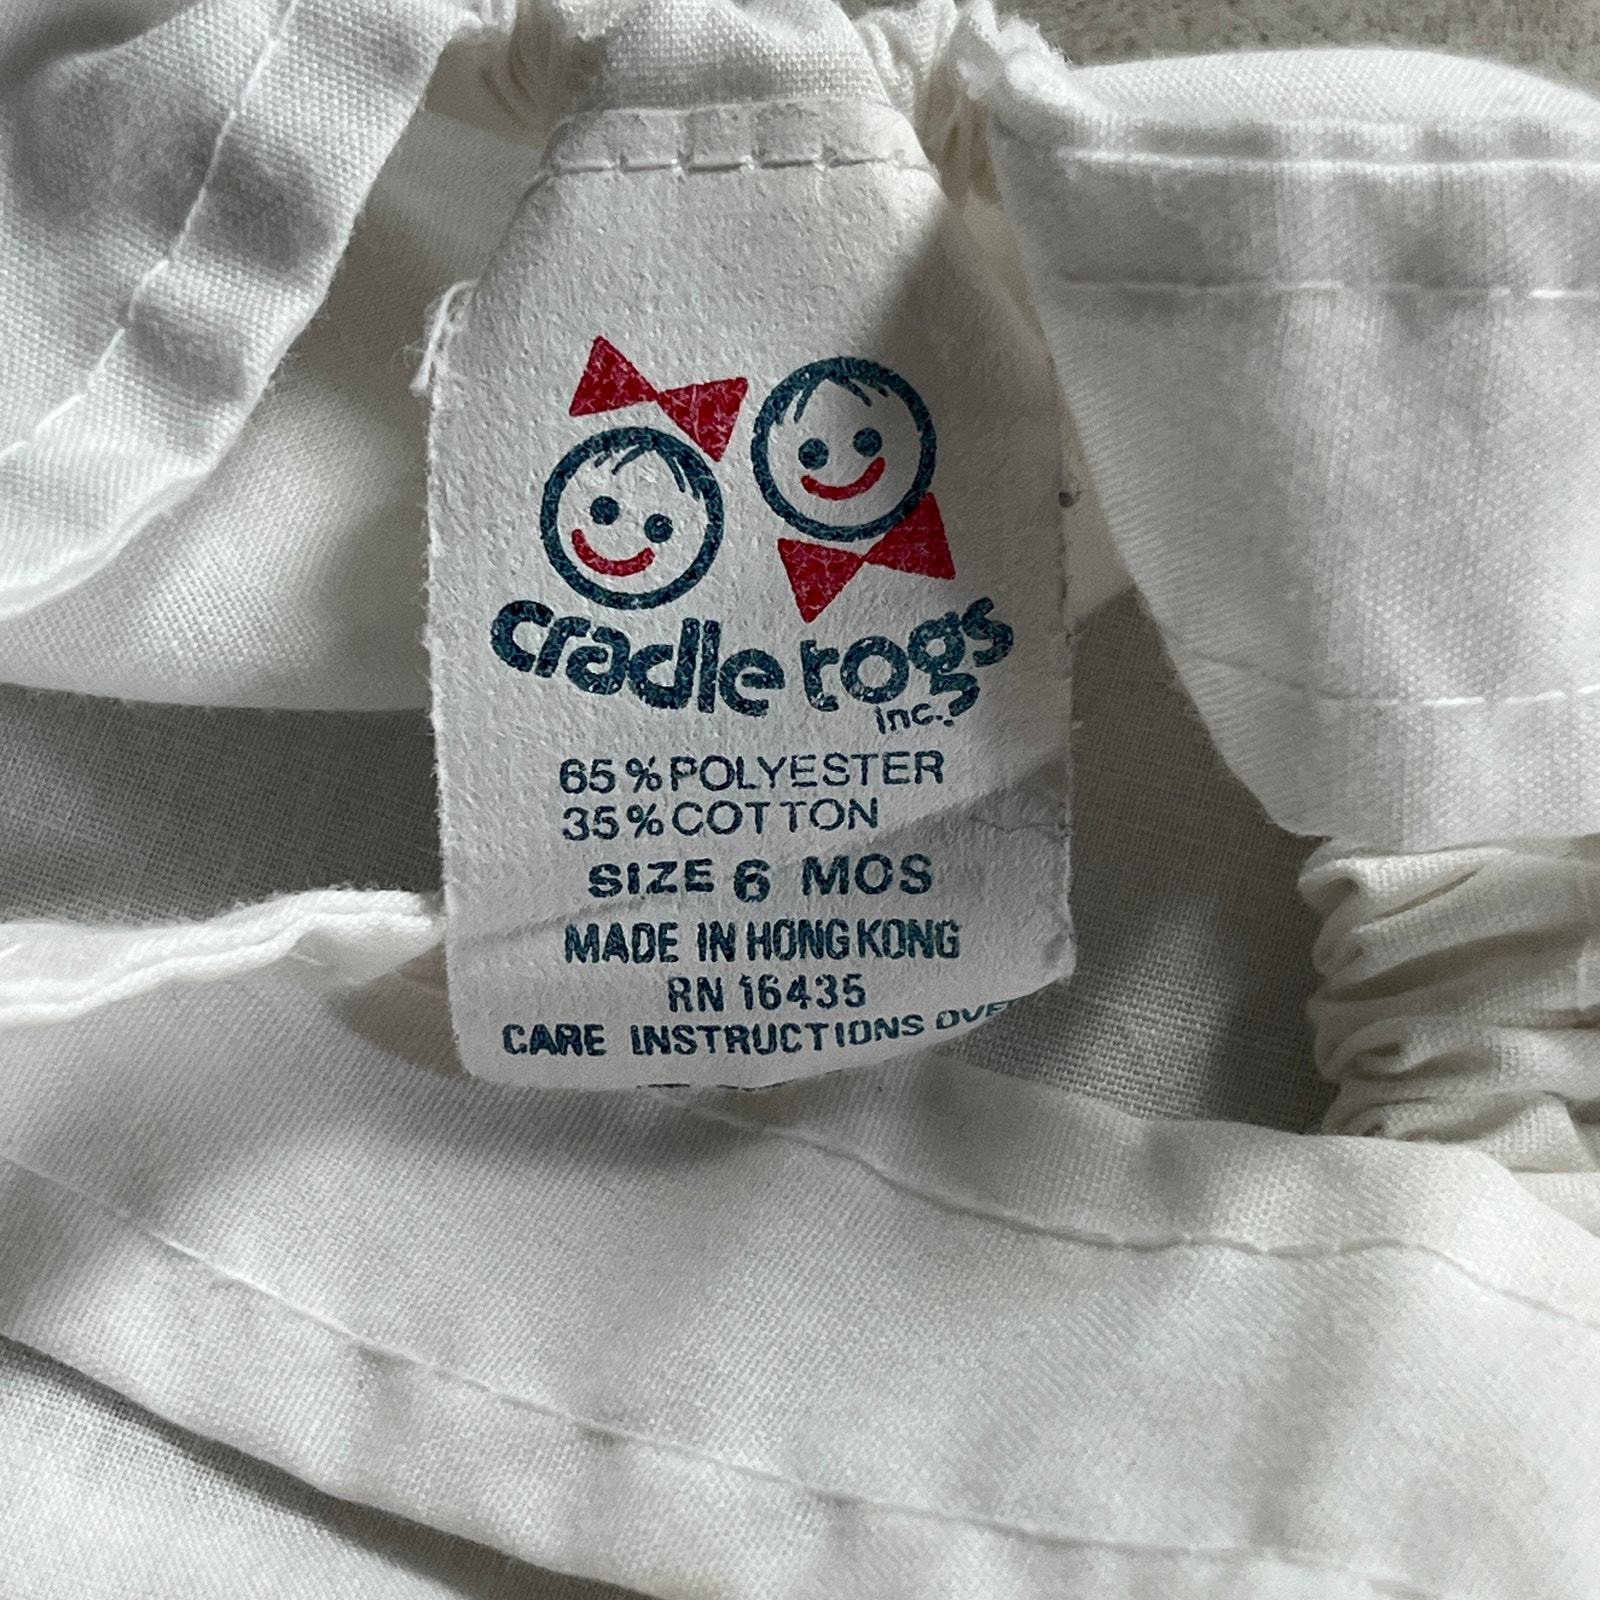 cradle togs
inc.
65% POLYESTER
35% COTTON
SIZE 6 MOS
MADE IN HONG KONG
RN 16435
CARE INSTRUCTIONS